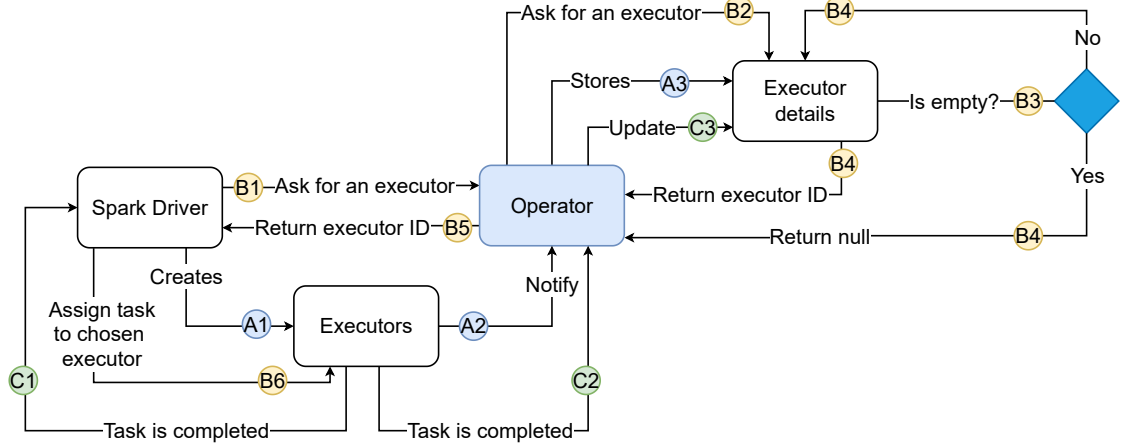 Ask for an executor
B2
B4
No
Stores
A3
Executor
details
Is empty?
B3
Update
C3
B4
Yes
Spark Driver
B1
Ask for an executor
Operator
Return executor ID
Return executor ID
B5
Return null
B4
Creates
Notify
Assign task
to chosen
executor
A1
Executors
A2
C1
B6
C2
Task is completed
Task is completed